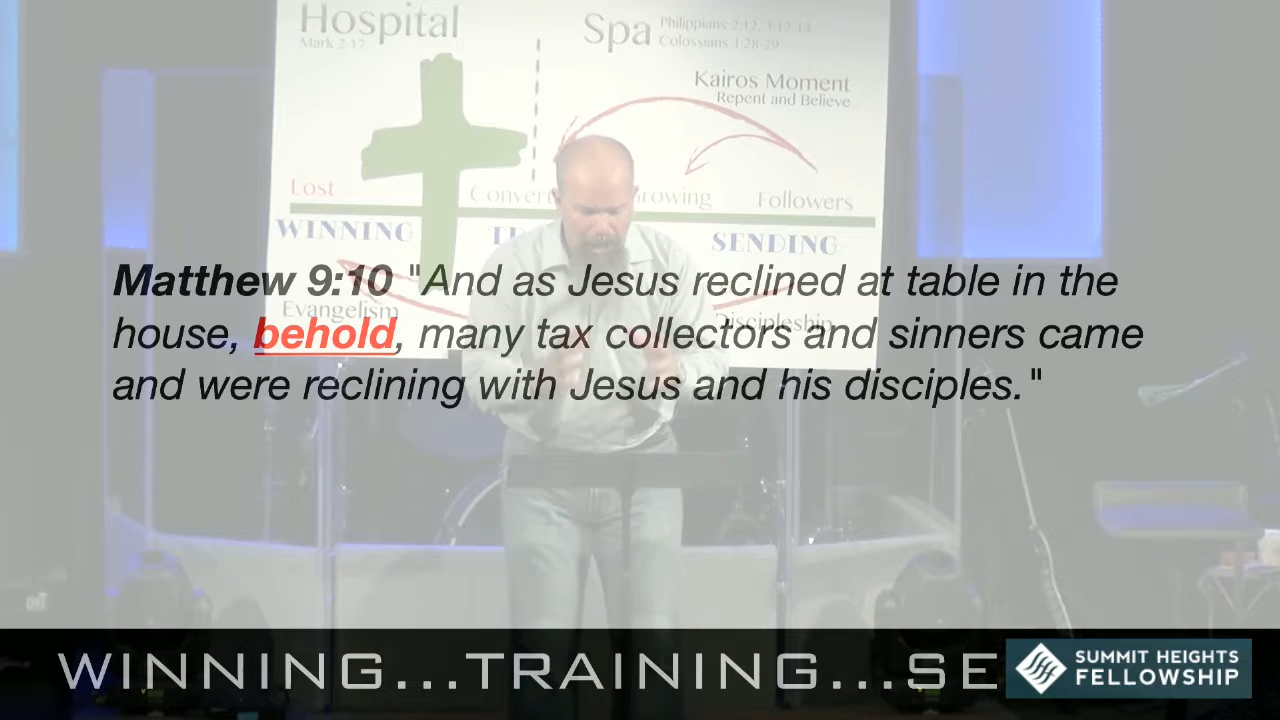 Hospital
Mark 2:17
Spa
Philippians 2:12, 3:12-14
Colossians 1:28-29
Kairos Moment
Repent and Believe
Lost
Growing
Followers
WINNING
SENDING
Evangelism
Discipleship
Matthew 9:10 "And as Jesus reclined at table in the
house, behold, many tax collectors and sinners came
and were reclining with Jesus and his disciples."
WINNING...TRAINING...SE
SUMMIT HEIGHTS
FELLOWSHIP